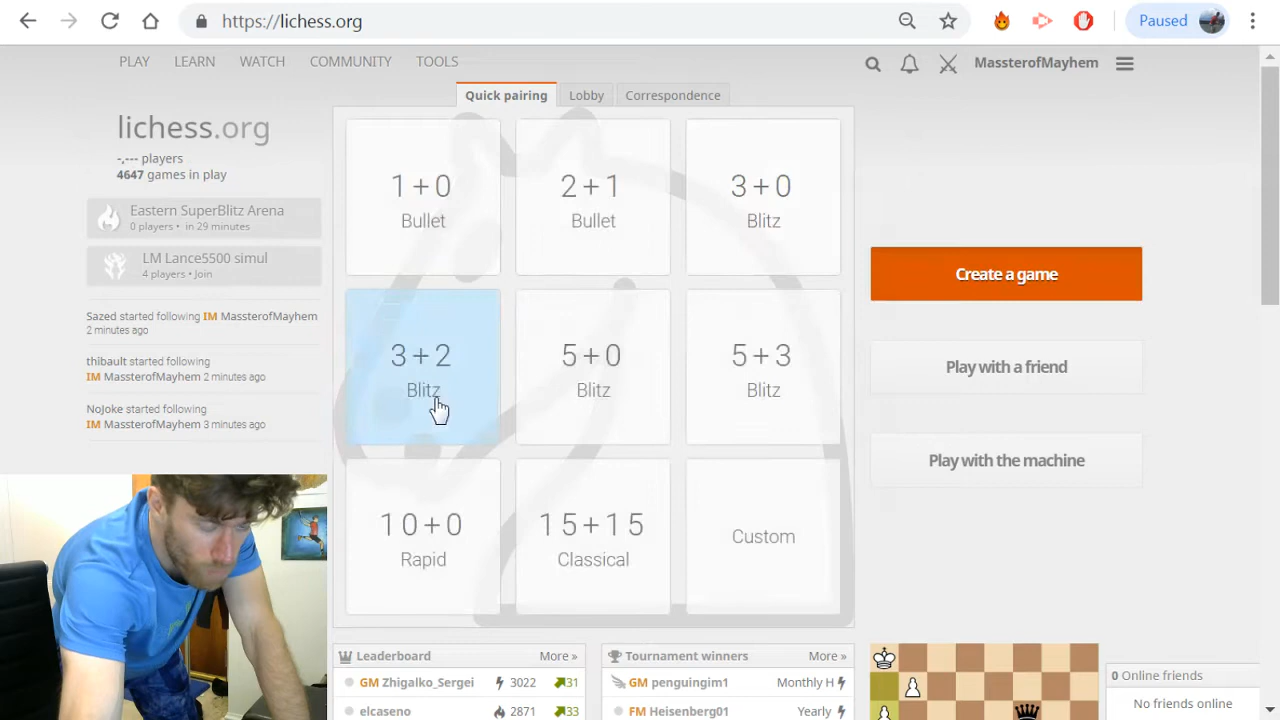 https://lichess.org
Paused
PLAY LEARN WATCH COMMUNITY TOOLS
MassterofMayhem
Quick pairing Lobby Correspondence
lichess.org
-,--- players
4647 games in play
Eastern SuperBlitz Arena
0 players • in 29 minutes
LM Lance5500 simul
4 players • Join
Sazed started following IM MassterofMayhem
2 minutes ago
thibault started following
IM MassterofMayhem 2 minutes ago
NoJoke started following
IM MassterofMayhem 3 minutes ago
1+0
Bullet
2+1
Bullet
3+0
Blitz
3+2
Blitz
5+0
Blitz
5+3
Blitz
10+0
Rapid
15+15
Classical
Custom
Create a game
Play with a friend
Play with the machine
Leaderboard More »
GM Zhigalko_Sergei 3022 31
elcaseno 2871 33
Tournament winners More »
GM penguingim1 Monthly H
FM Heisenberg01 Yearly
0 Online friends
No friends online